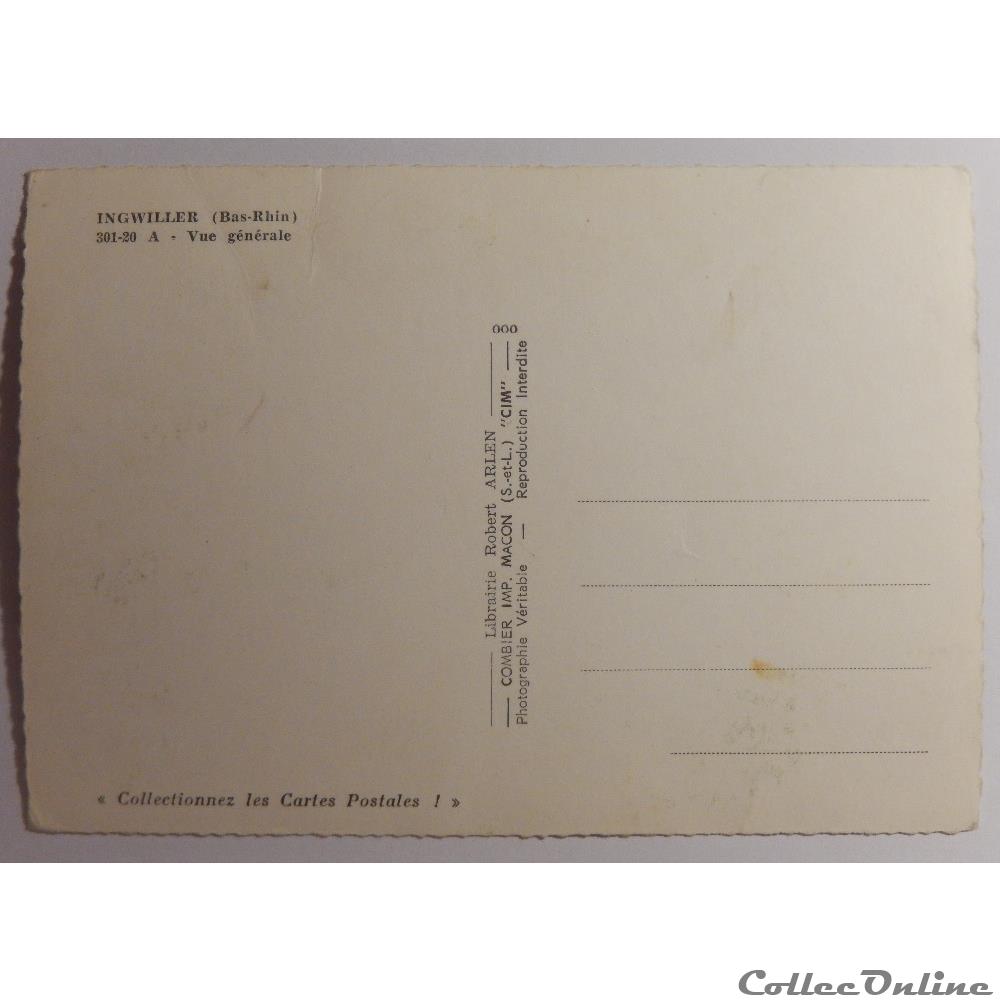 INGWILLER (Bas-Rhin)
301-20 A - Vue générale
Librairie Robert ARLEN 000
COMBIER IMP. MACON (S.-et-L.) "CIM"
Photographie Véritable — Reproduction Interdite
« Collectionnez les Cartes Postales ! »
CollecOnline